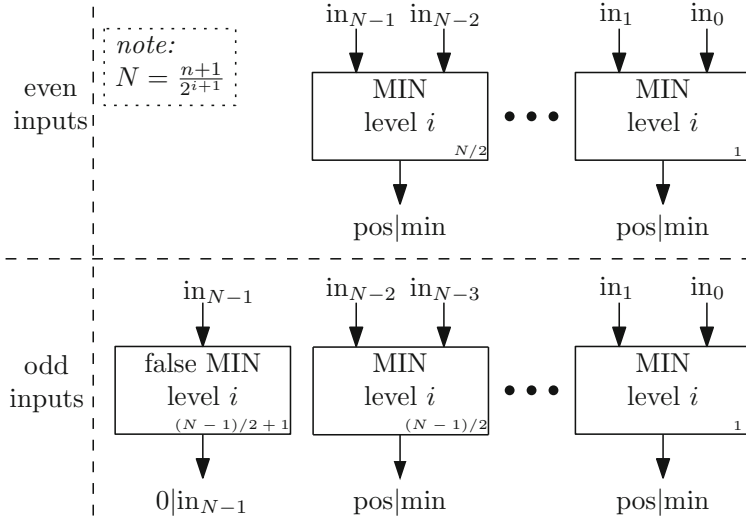 in_{N−1} in_{N−2} in_1 in_0
note:
N = \frac{n+1}{2^{i+1}}
even
inputs
MIN
level i
N/2
• • •
MIN
level i
1
pos|min pos|min
in_{N−1} in_{N−2} in_{N−3} in_1 in_0
odd
inputs
false MIN
level i
(N − 1)/2 + 1
MIN
level i
(N − 1)/2
• • •
MIN
level i
1
0|in_{N−1} pos|min pos|min